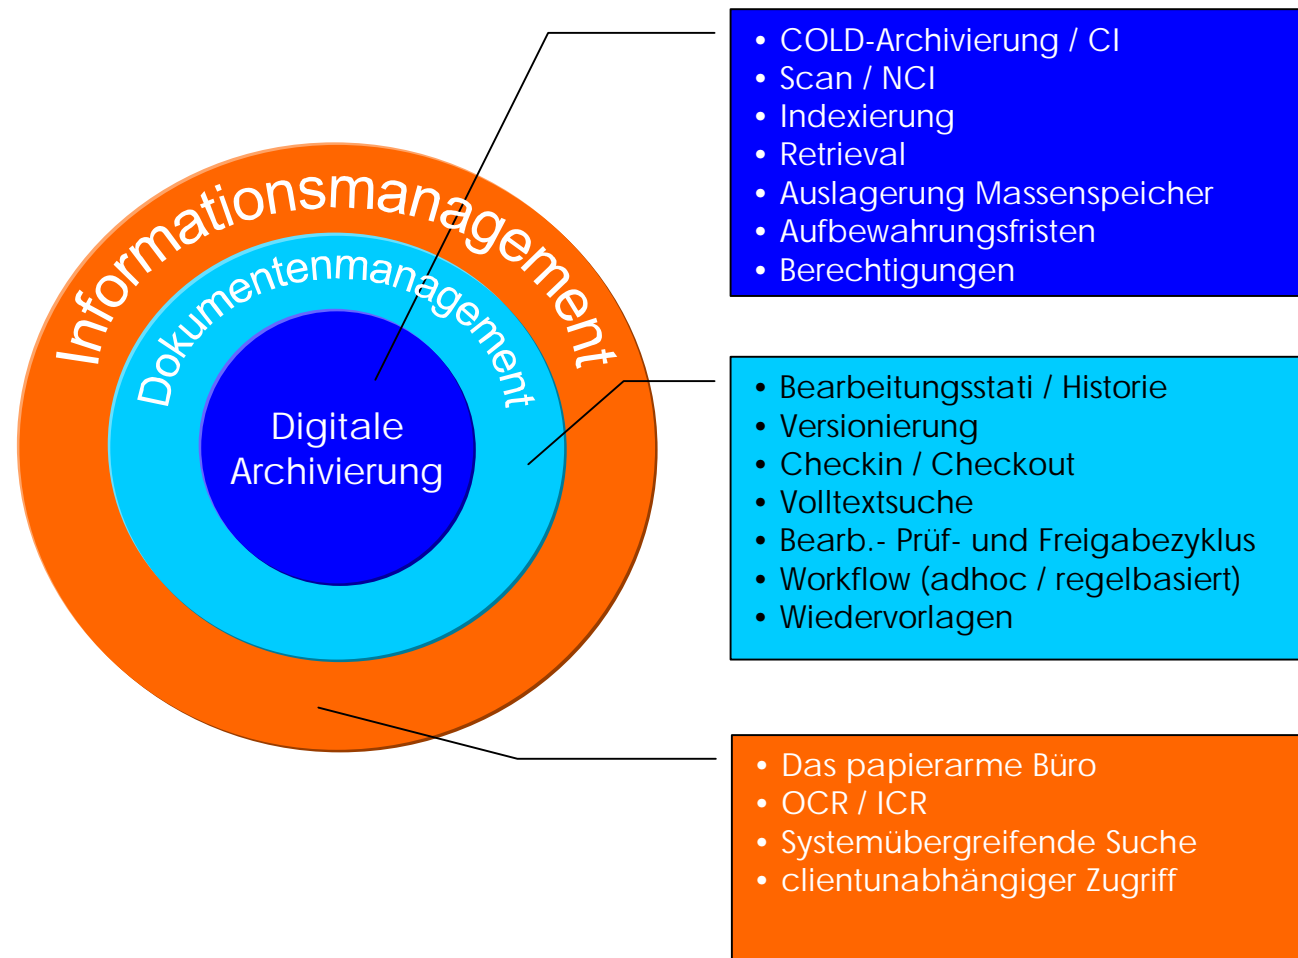 Informationsmanagement
Dokumentenmanagement
Digitale
Archivierung
• COLD-Archivierung / CI
• Scan / NCI
• Indexierung
• Retrieval
• Auslagerung Massenspeicher
• Aufbewahrungsfristen
• Berechtigungen
• Bearbeitungsstati / Historie
• Versionierung
• Checkin / Checkout
• Volltextsuche
• Bearb.- Prüf- und Freigabezyklus
• Workflow (adhoc / regelbasiert)
• Wiedervorlagen
• Das papierarme Büro
• OCR / ICR
• Systemübergreifende Suche
• clientunabhängiger Zugriff